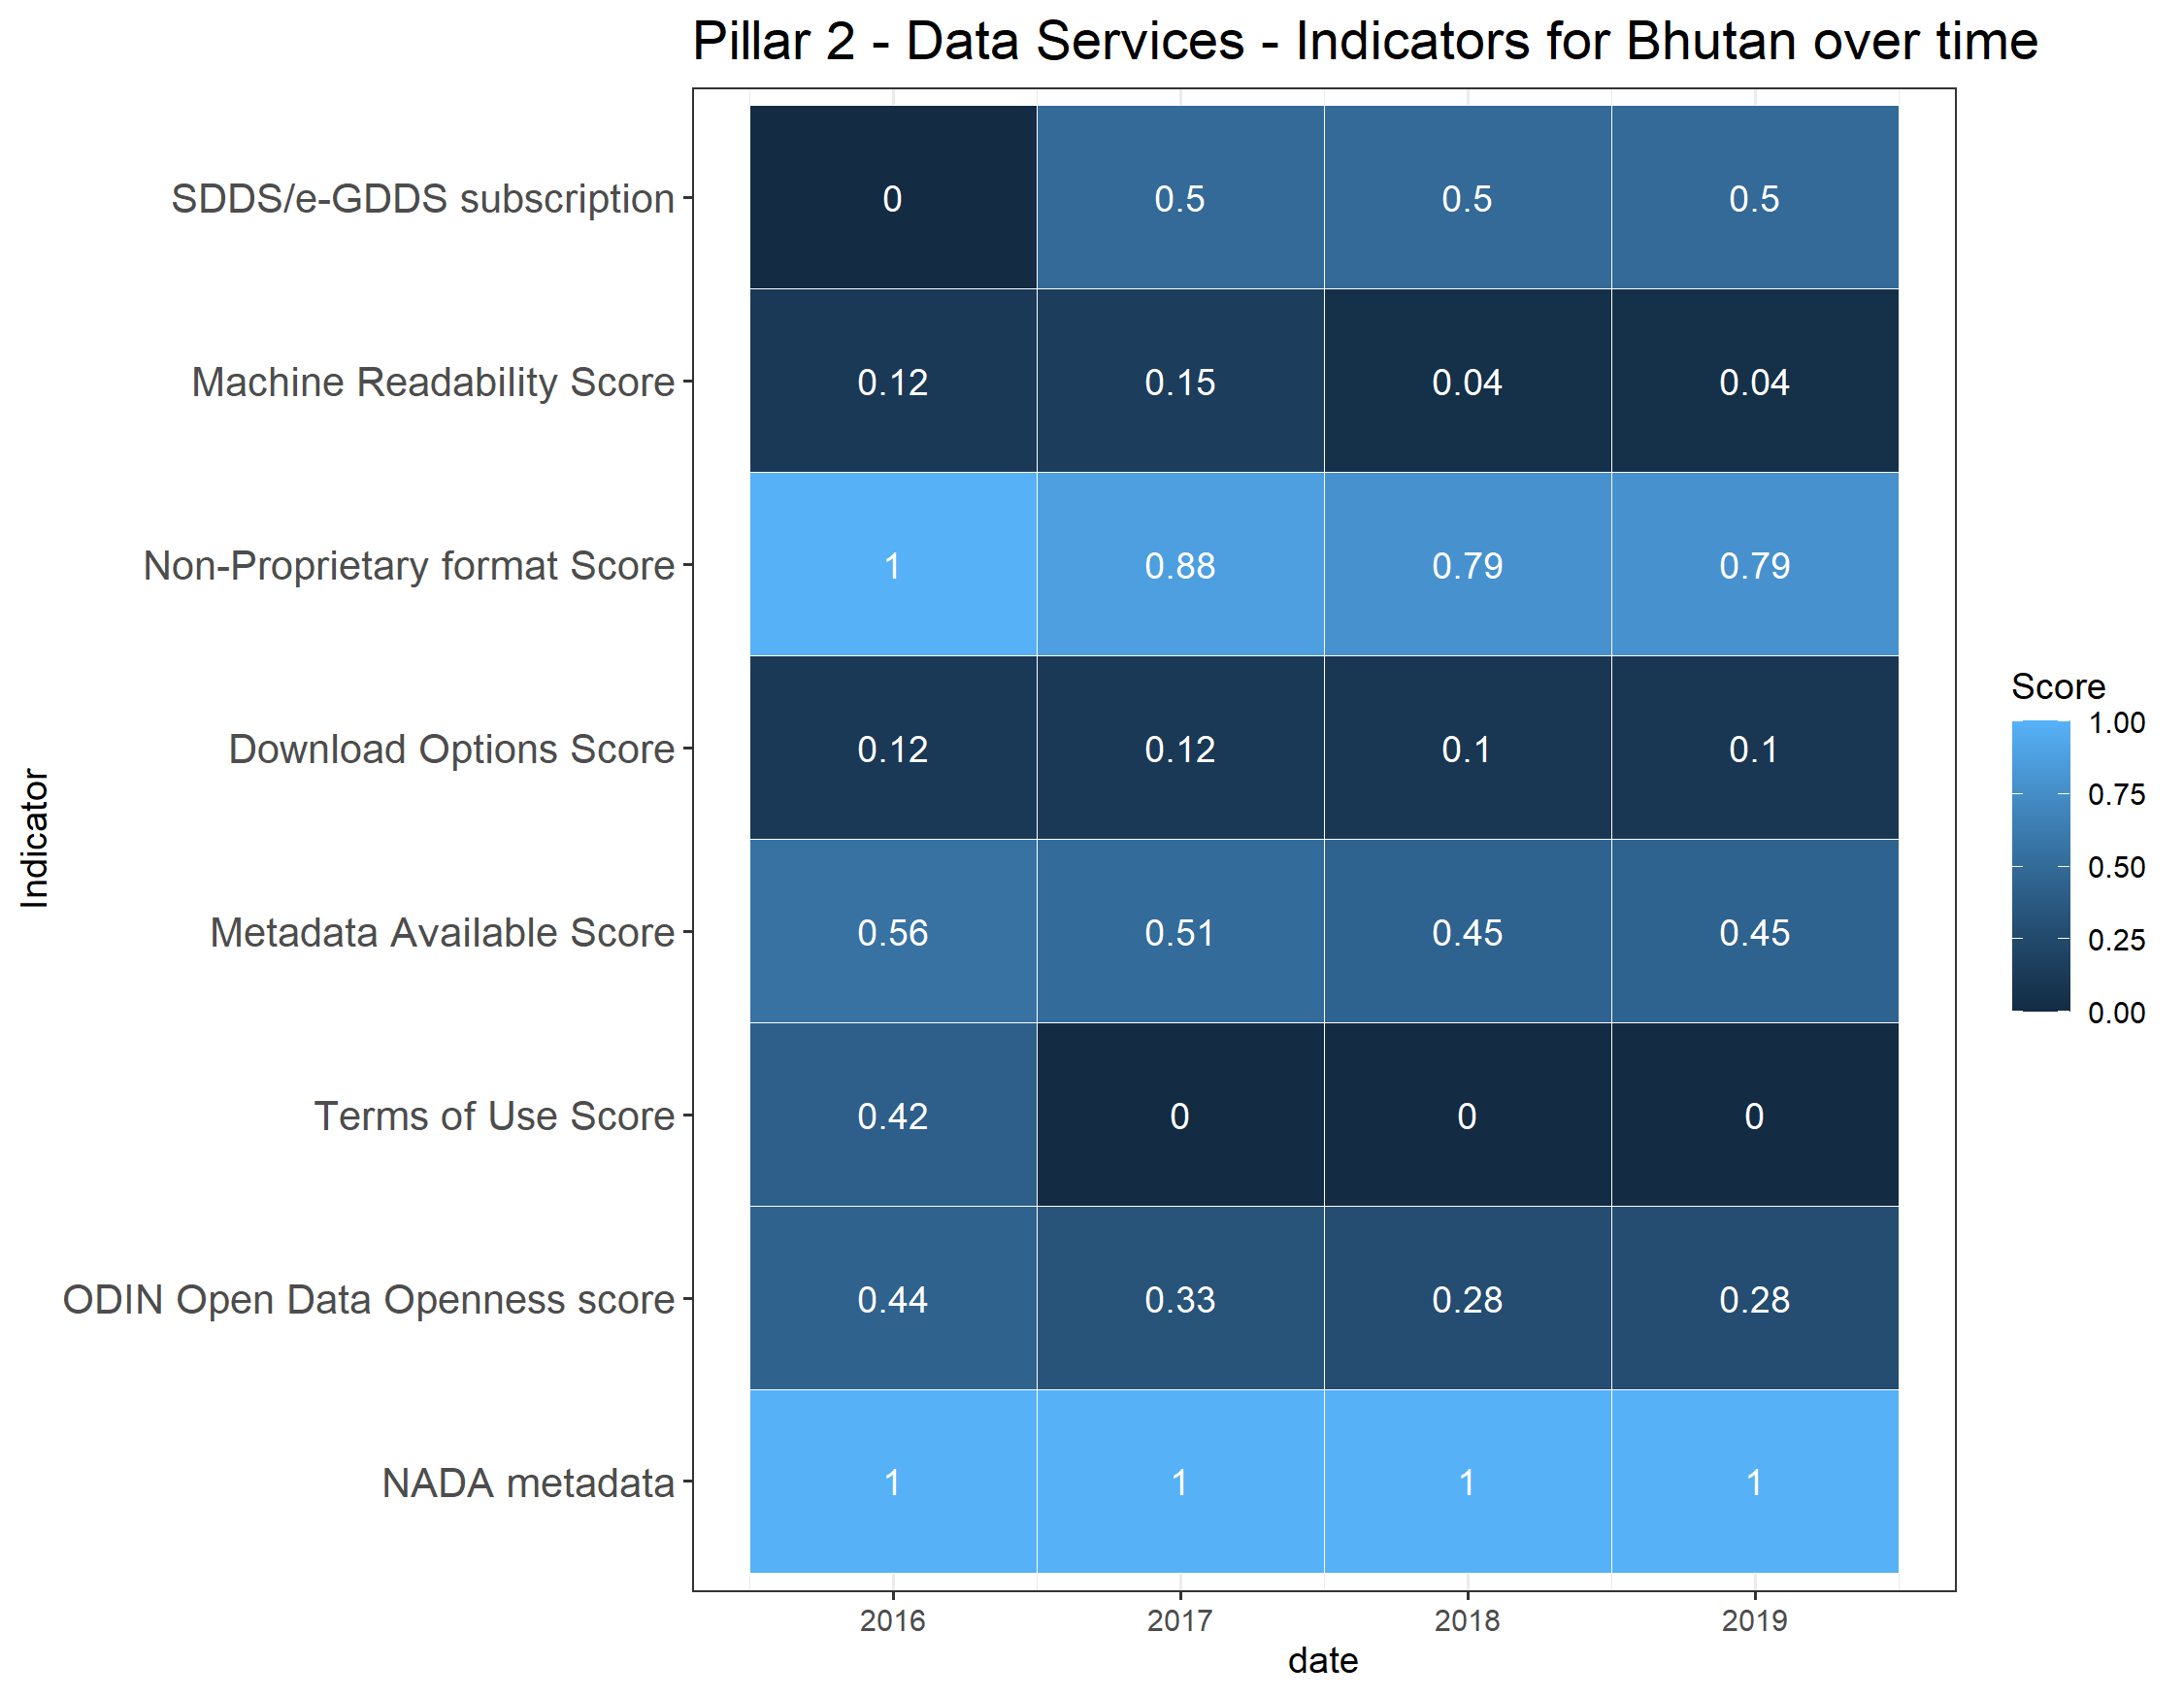 Pillar 2 - Data Services - Indicators for Bhutan over time
SDDS/e-GDDS subscription 0 0.5 0.5 0.5
Machine Readability Score 0.12 0.15 0.04 0.04
Non-Proprietary format Score 1 0.88 0.79 0.79
Download Options Score 0.12 0.12 0.1 0.1
Metadata Available Score 0.56 0.51 0.45 0.45
Terms of Use Score 0.42 0 0 0
ODIN Open Data Openness score 0.44 0.33 0.28 0.28
NADA metadata 1 1 1 1
2016 2017 2018 2019
date
Indicator
Score
1.00
0.75
0.50
0.25
0.00